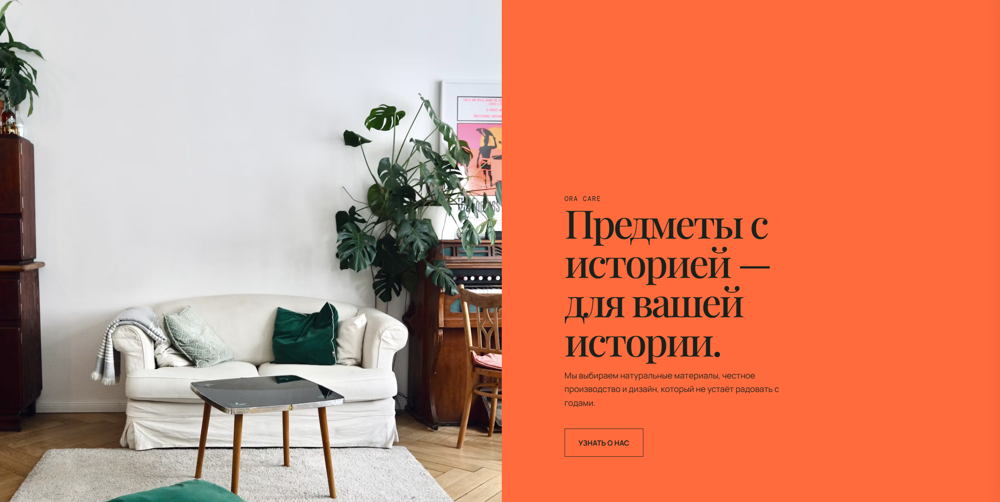 ORA CARE
Предметы с
историей —
для вашей
истории.
Мы выбираем натуральные материалы, честное
производство и дизайн, который не устаёт радовать с
годами.
УЗНАТЬ О НАС